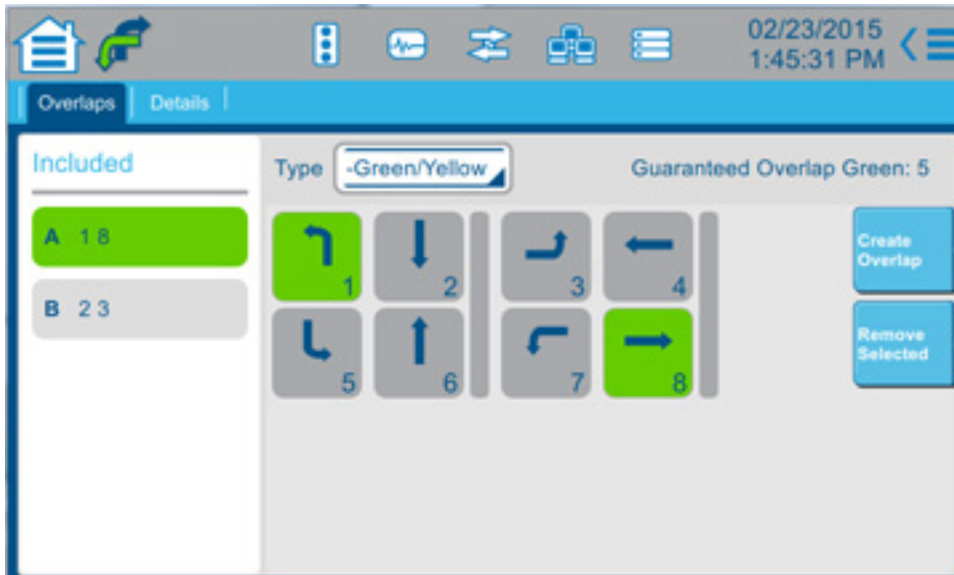 02/23/2015
1:45:31 PM
Overlaps
Details
Included
Type
-Green/Yellow
Guaranteed Overlap Green: 5
A 1 8
B 2 3
1
2
3
4
5
6
7
8
Create
Overlap
Remove
Selected